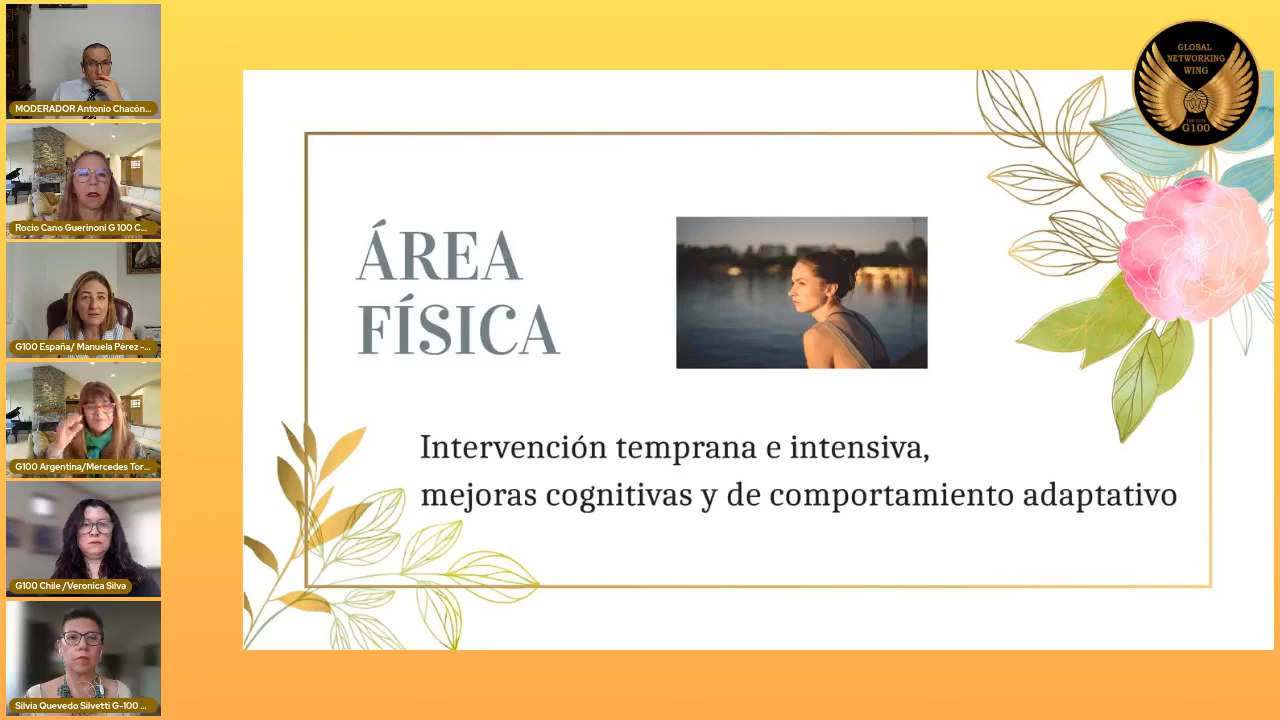 MODERADOR Antonio Chacón...
Rocío Cano Guerinoni G 100 C...
G100 España/ Manuela Pérez -...
G100 Argentina/Mercedes Tor...
G100 Chile /Veronica Silva
Silvia Quevedo Silvetti G-100 ...
GLOBAL
NETWORKING
WING
G100
ÁREA
FÍSICA
Intervención temprana e intensiva,
mejoras cognitivas y de comportamiento adaptativo